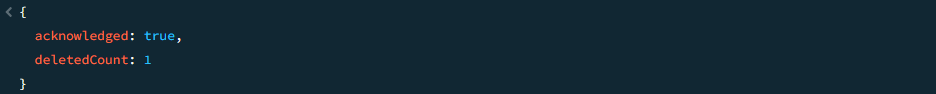 < {
acknowledged: true,
deletedCount: 1
}